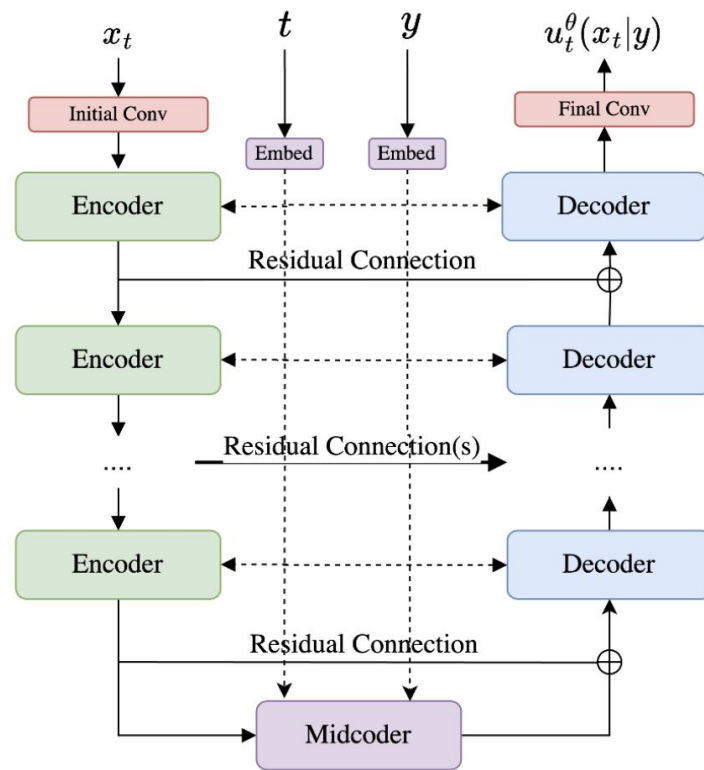 x_t
t
y
u_t^θ(x_t|y)
Initial Conv
Final Conv
Embed
Embed
Encoder
Decoder
Residual Connection
Encoder
Decoder
Residual Connection(s)
....
....
Encoder
Decoder
Residual Connection
Midcoder